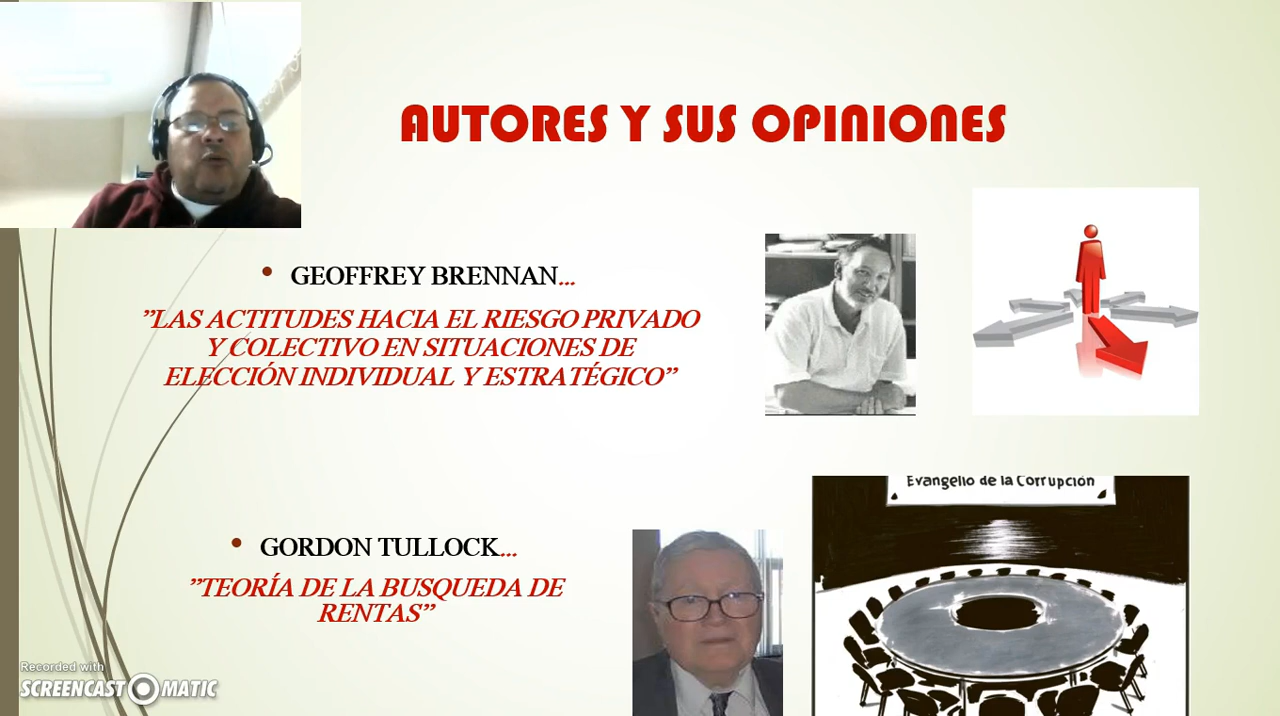 AUTORES Y SUS OPINIONES
• GEOFFREY BRENNAN...
”LAS ACTITUDES HACIA EL RIESGO PRIVADO
Y COLECTIVO EN SITUACIONES DE
ELECCIÓN INDIVIDUAL Y ESTRATÉGICO”
Evangelio de la Corrupción
• GORDON TULLOCK...
”TEORÍA DE LA BUSQUEDA DE
RENTAS”
Recorded with
SCREENCAST-O-MATIC